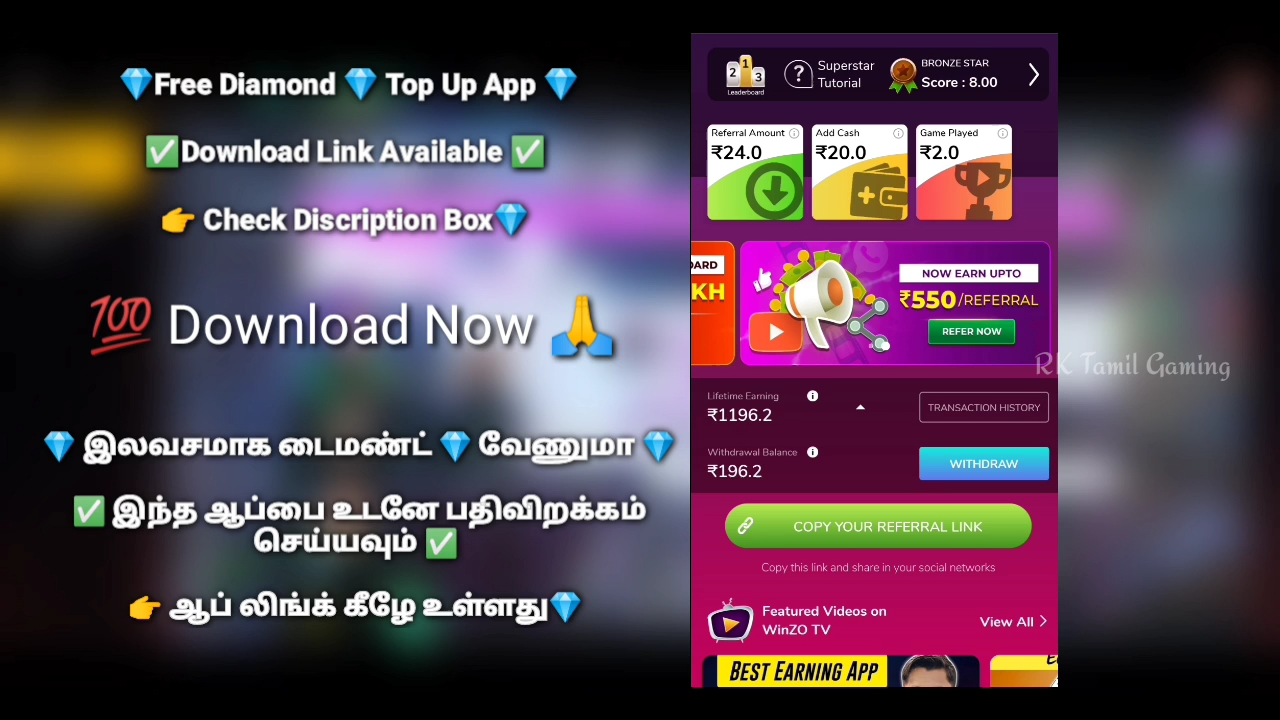 💎Free Diamond 💎 Top Up App 💎
✅Download Link Available ✅
👉 Check Discription Box💎
💯 Download Now 🙏
💎 இலவசமாக டைமண்ட் 💎 வேணுமா 💎
✅ இந்த ஆப்பை உடனே பதிவிறக்கம்
செய்யவும் ✅
👉 ஆப் லிங்க் கீழே உள்ளது💎
2 1 3
Leaderboard
? Superstar
Tutorial
BRONZE STAR
Score : 8.00
Referral Amount
₹24.0
Add Cash
₹20.0
Game Played
₹2.0
ARD
KH
NOW EARN UPTO
₹550/REFERRAL
REFER NOW
RK Tamil Gaming
Lifetime Earning
₹1196.2
TRANSACTION HISTORY
Withdrawal Balance
₹196.2
WITHDRAW
COPY YOUR REFERRAL LINK
Copy this link and share in your social networks
Featured Videos on
WinZO TV
View All
BEST EARNING APP